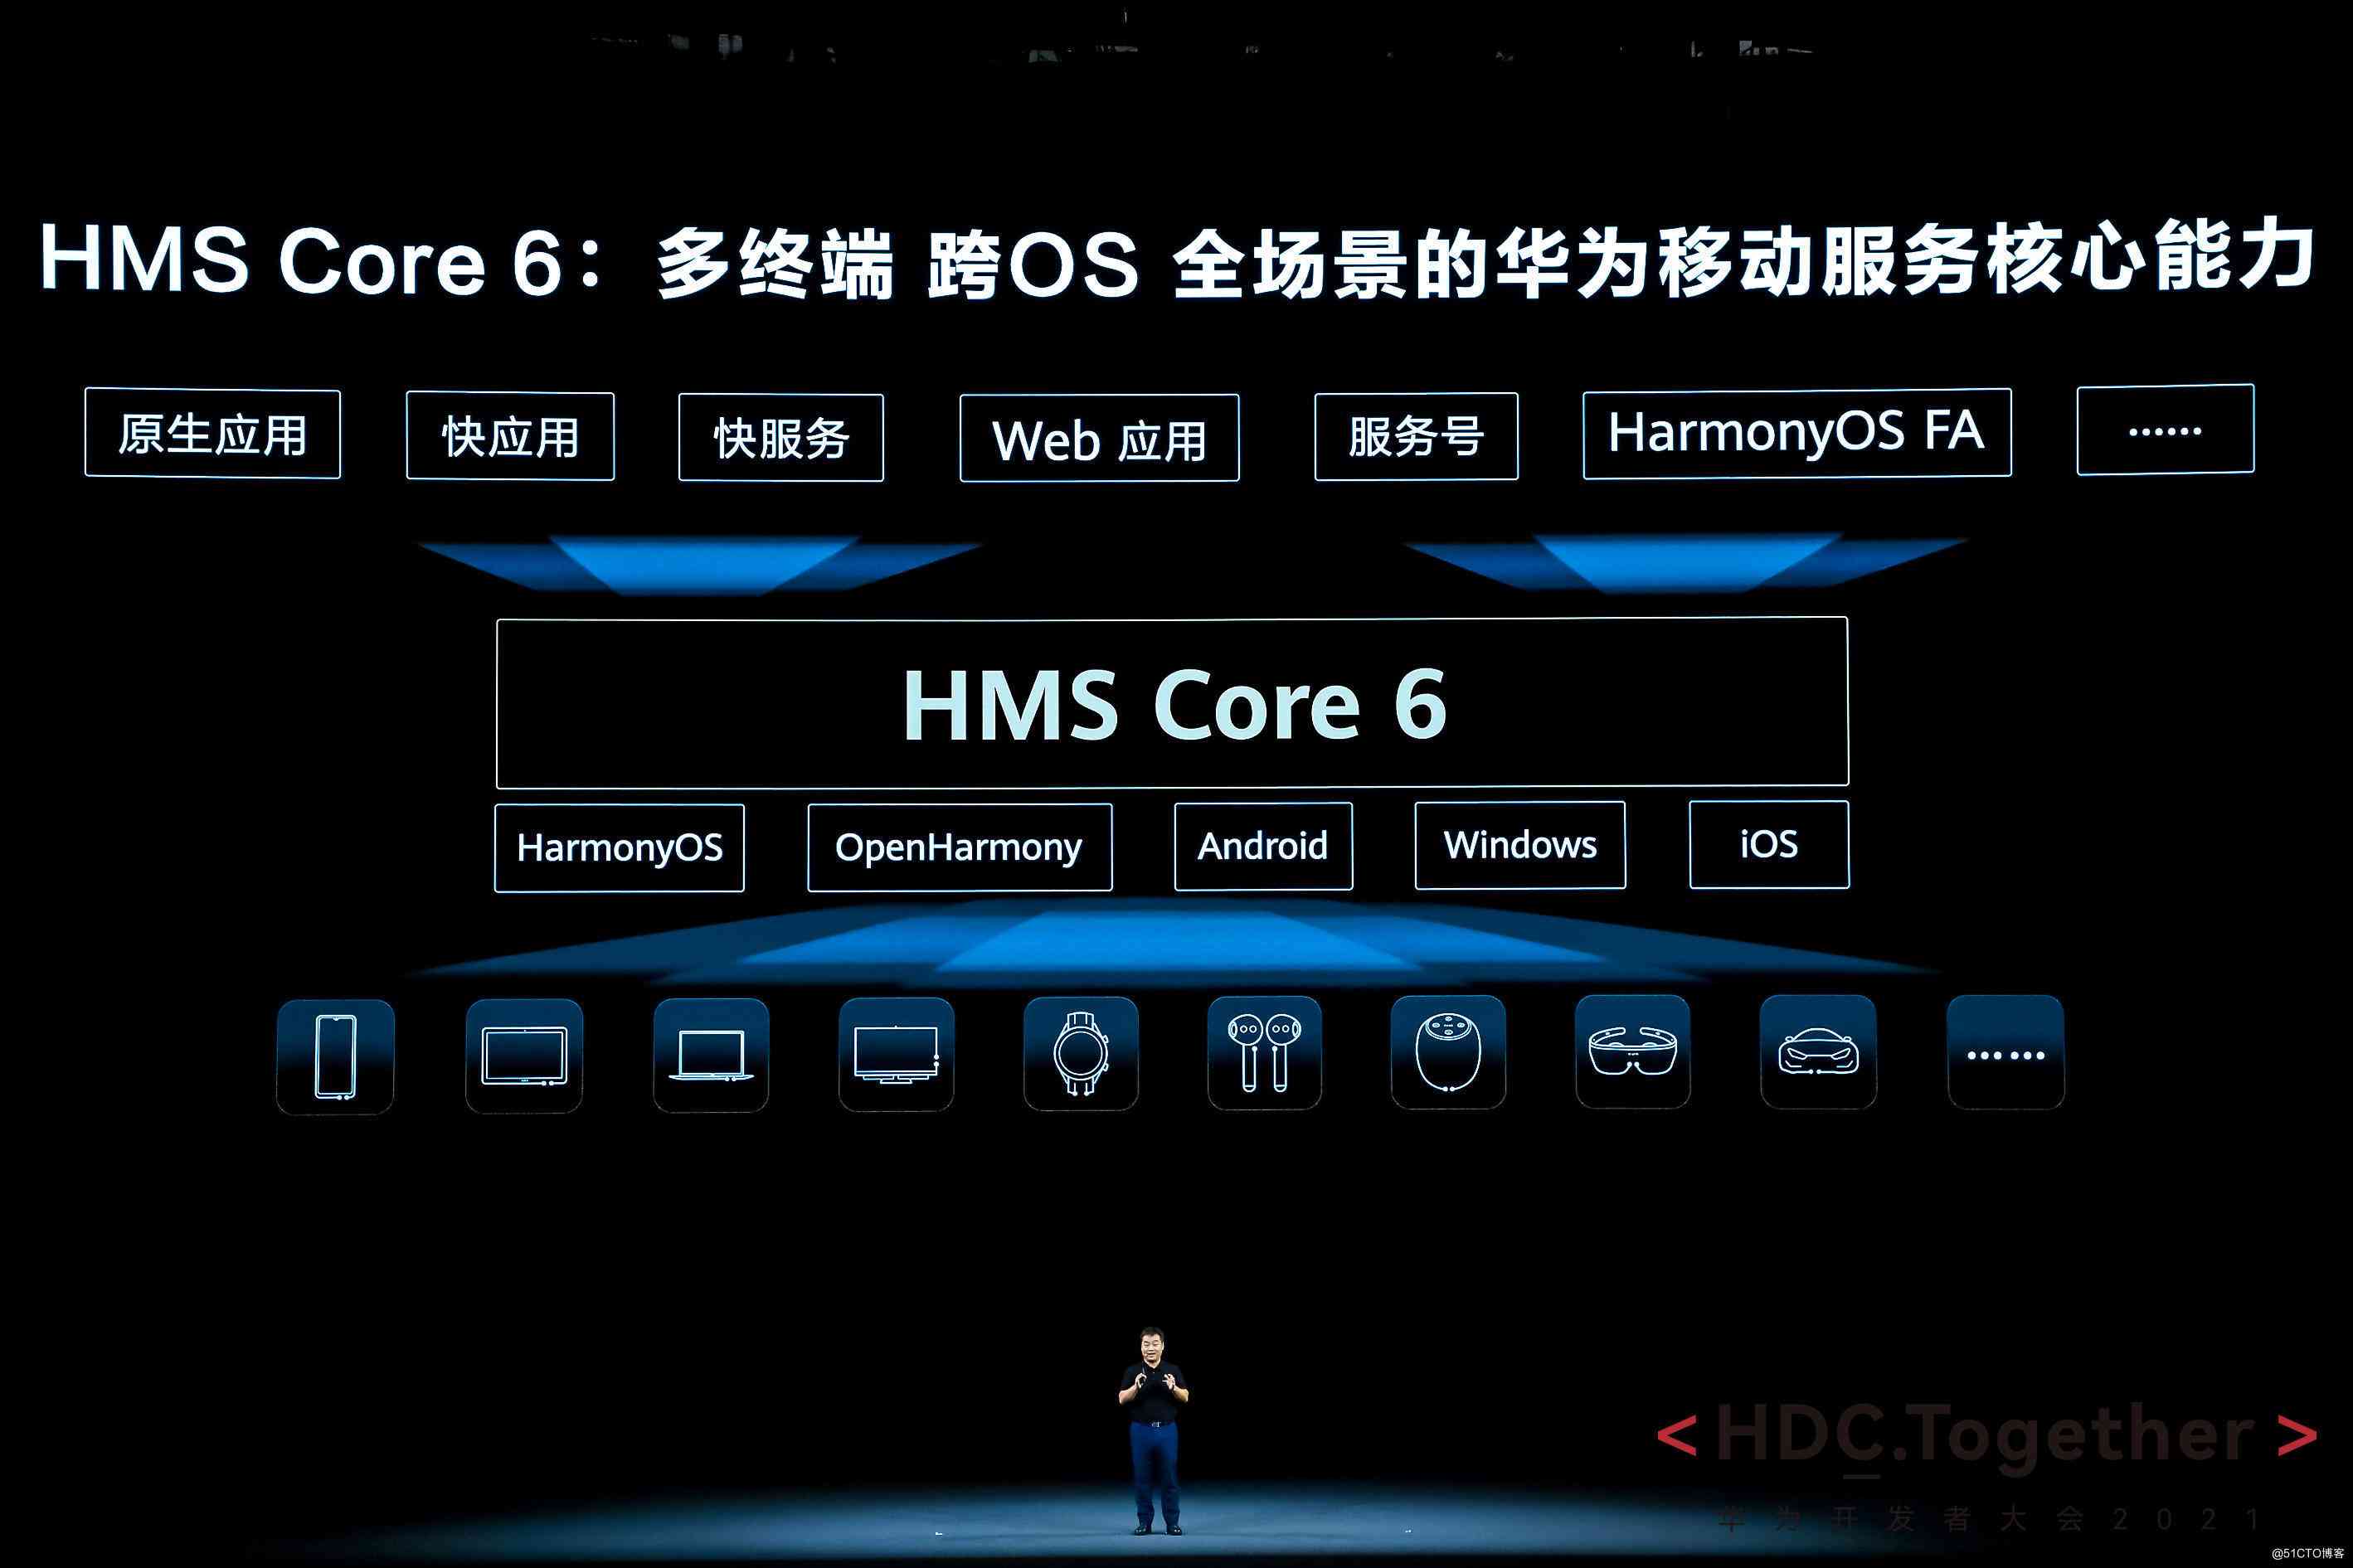 HMS Core 6：多终端 跨OS 全场景的华为移动服务核心能力
原生应用 快应用 快服务 Web 应用 服务号 HarmonyOS FA ……
HMS Core 6
HarmonyOS OpenHarmony Android Windows iOS
……
<HDC.Together>
华为开发者大会2021
@51CTO博客